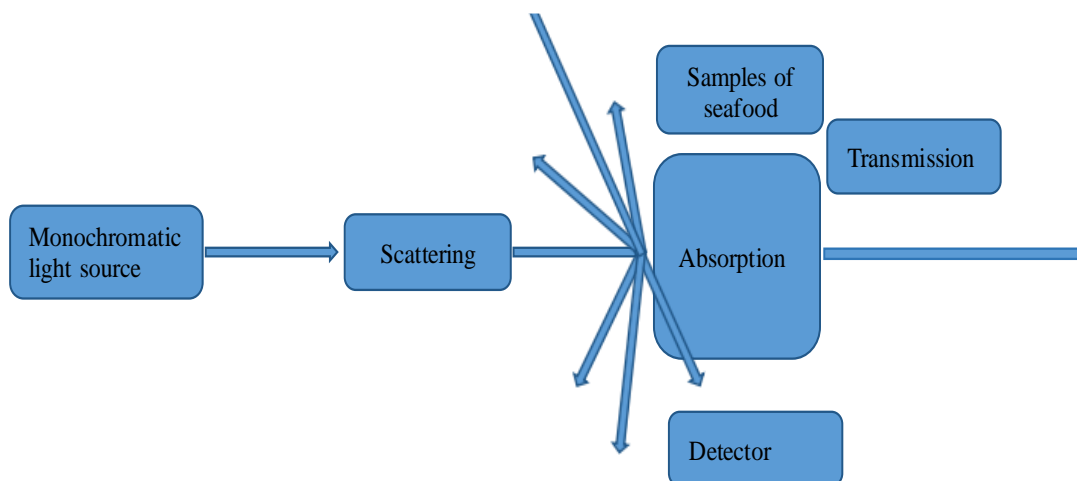 Samples of
seafood
Transmission
Monochromatic
light source
Scattering
Absorption
Detector